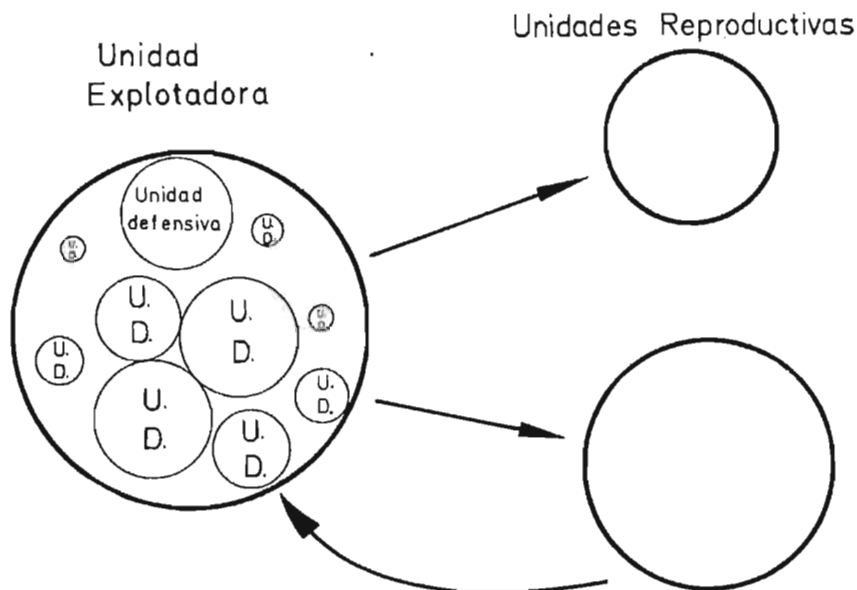 Unidades Reproductivas
Unidad
Explotadora
Unidad
defensiva
U.
D.
U.
D.
U.
D.
U.
D.
U.
D.
U.
D.
U.
D.
U.
D.
U.
D.